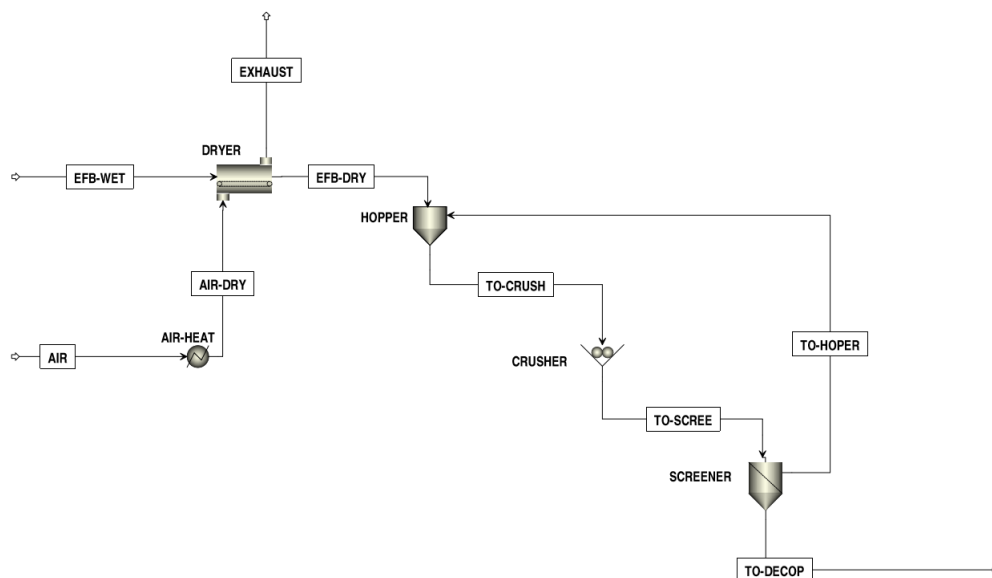 EXHAUST
DRYER
EFB-WET
EFB-DRY
HOPPER
AIR-DRY
TO-CRUSH
AIR-HEAT
AIR
TO-HOPER
CRUSHER
TO-SCREE
SCREENER
TO-DECOP